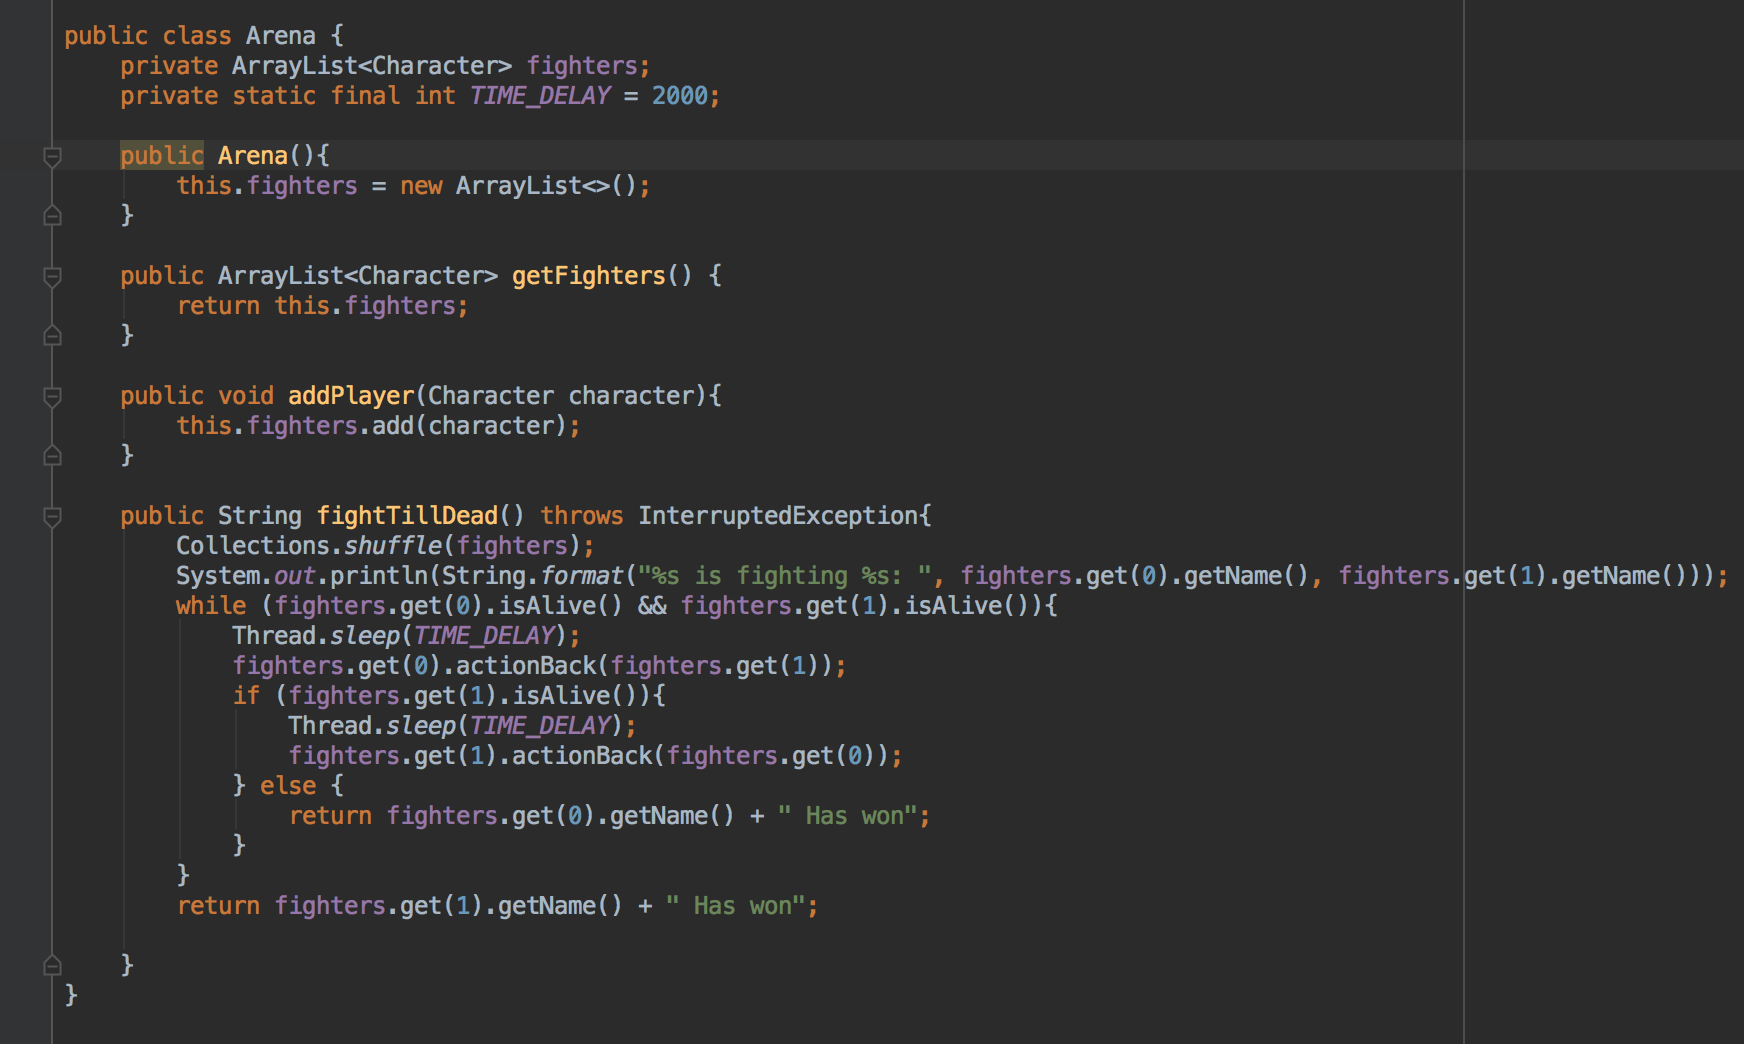 public class Arena {
    private ArrayList<Character> fighters;
    private static final int TIME_DELAY = 2000;
    public Arena(){
        this.fighters = new ArrayList<>();
    }
    public ArrayList<Character> getFighters() {
        return this.fighters;
    }
    public void addPlayer(Character character){
        this.fighters.add(character);
    }
    public String fightTillDead() throws InterruptedException{
        Collections.shuffle(fighters);
        System.out.println(String.format("%s is fighting %s: ", fighters.get(0).getName(), fighters.get(1).getName()));
        while (fighters.get(0).isAlive() && fighters.get(1).isAlive()){
            Thread.sleep(TIME_DELAY);
            fighters.get(0).actionBack(fighters.get(1));
            if (fighters.get(1).isAlive()){
                Thread.sleep(TIME_DELAY);
                fighters.get(1).actionBack(fighters.get(0));
            } else {
                return fighters.get(0).getName() + " Has won";
            }
        }
        return fighters.get(1).getName() + " Has won";
    }
}